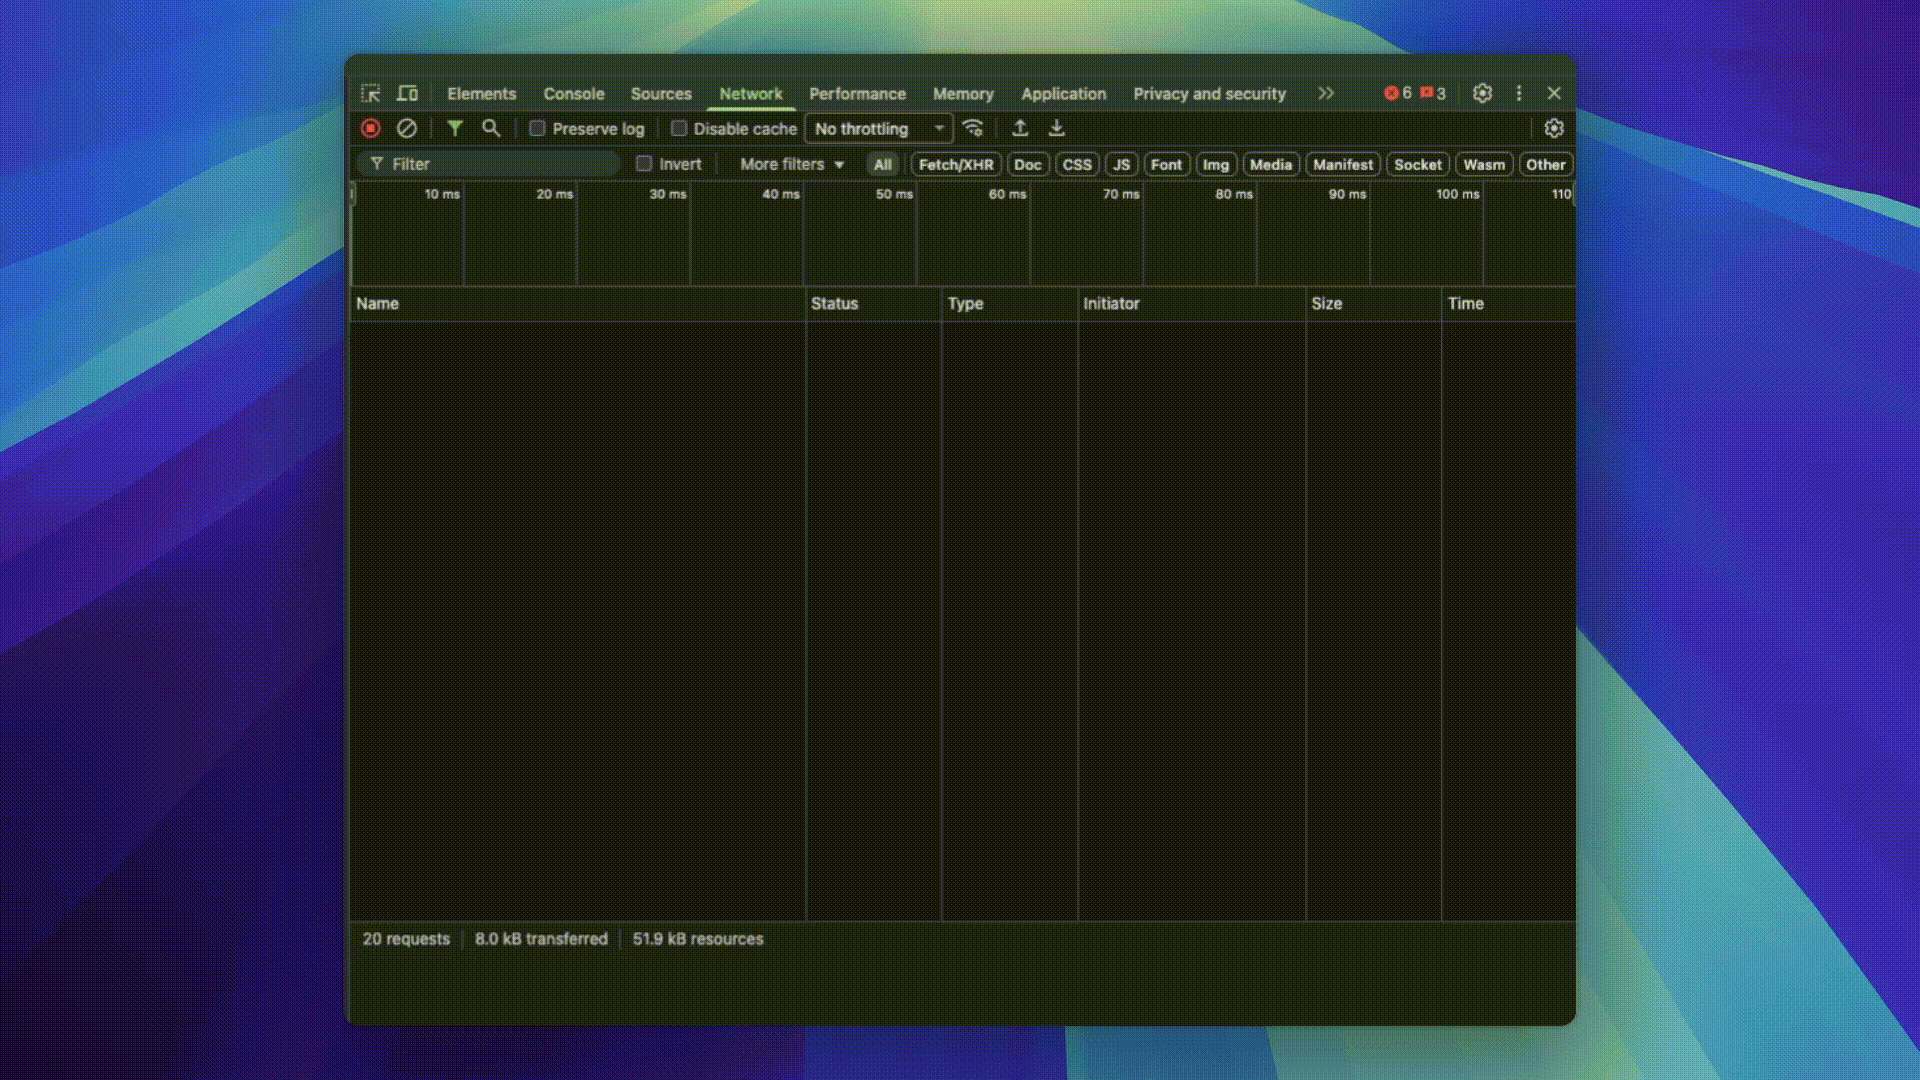 Elements Console Sources Network Performance Memory Application Privacy and security 6 3
Preserve log Disable cache No throttling
Filter Invert More filters All Fetch/XHR Doc CSS JS Font Img Media Manifest Socket Wasm Other
10 ms 20 ms 30 ms 40 ms 50 ms 60 ms 70 ms 80 ms 90 ms 100 ms 110
Name Status Type Initiator Size Time
20 requests 8.0 kB transferred 51.9 kB resources